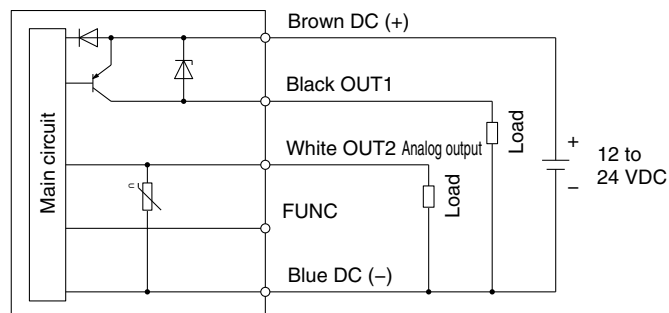 Brown DC (+)
Black OUT1
White OUT2 Analog output
FUNC
Blue DC (−)
Main circuit
Load
Load
+
−
12 to
24 VDC